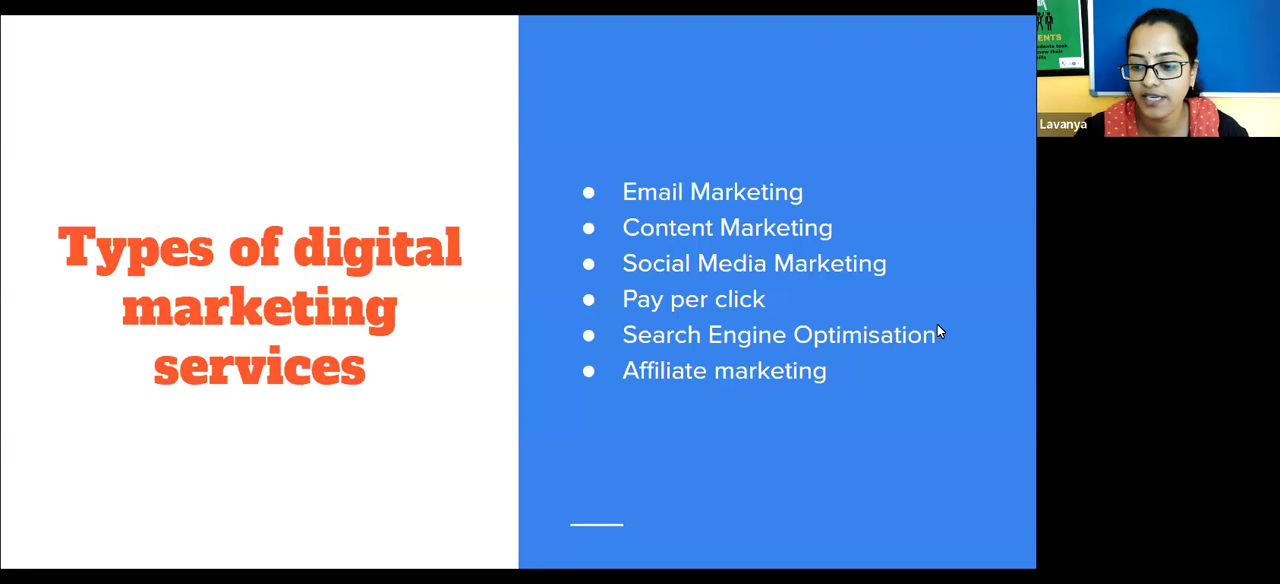 Types of digital
marketing
services
Email Marketing
Content Marketing
Social Media Marketing
Pay per click
Search Engine Optimisation
Affiliate marketing
Lavanya